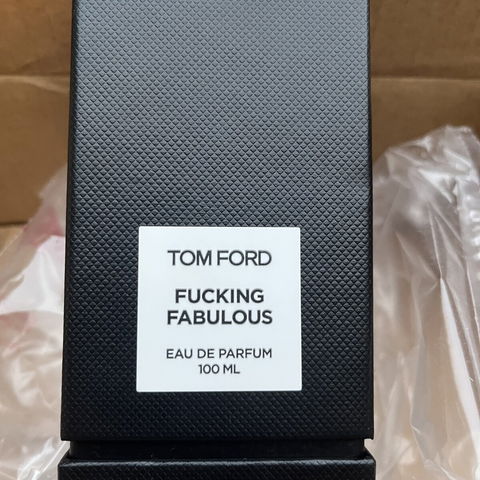 TOM FORD
FUCKING
FABULOUS
EAU DE PARFUM
100 ML